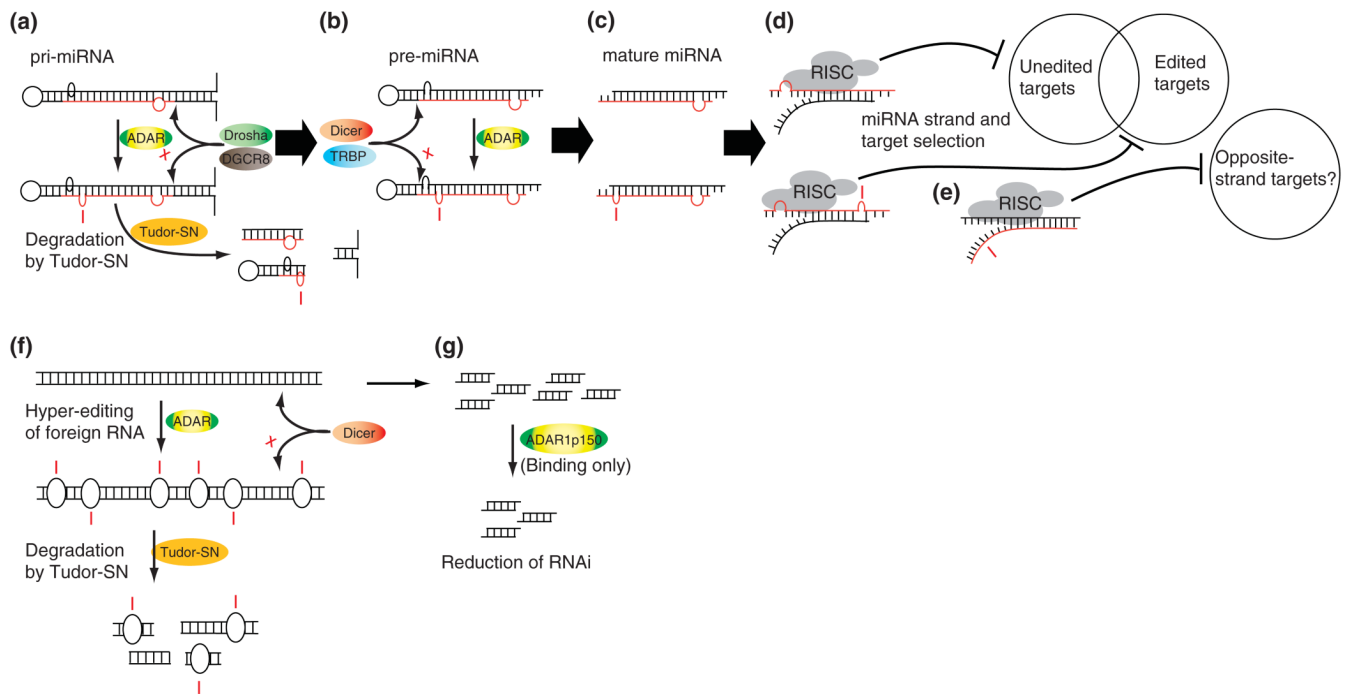 (a)
pri-miRNA
ADAR
X
Drosha
DGCR8
I
Degradation
by Tudor-SN
Tudor-SN
I
(b)
pre-miRNA
Dicer
TRBP
X
ADAR
I
(c)
mature miRNA
I
(d)
RISC
Unedited
targets
Edited
targets
miRNA strand and
target selection
RISC
I
(e)
RISC
I
Opposite-
strand targets?
(f)
Hyper-editing
of foreign RNA
ADAR
X
Dicer
I
I
I
I
I
I
Degradation
by Tudor-SN
Tudor-SN
I
I
I
(g)
ADAR1p150
(Binding only)
Reduction of RNAi